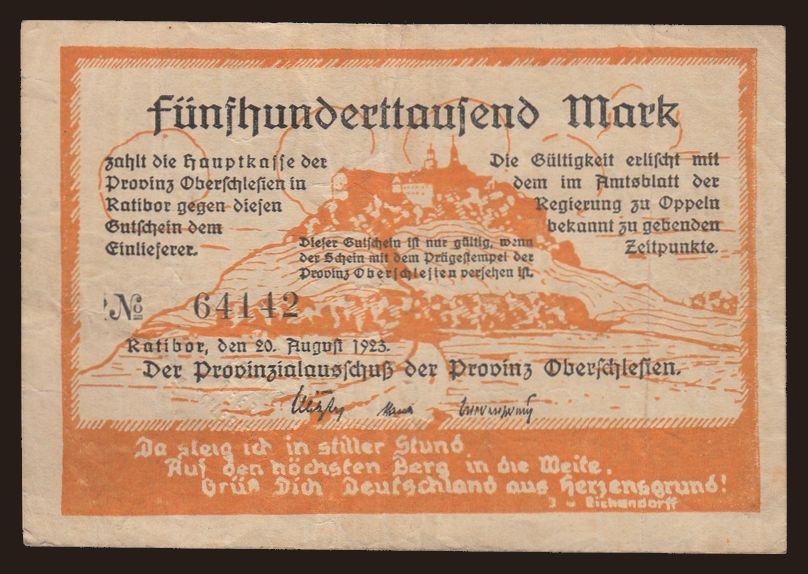 Fünfhunderttausend Mark
zahlt die Hauptkasse der
Provinz Oberschlesien in
Ratibor gegen diesen
Gutschein dem
Einlieferer.
Die Gültigkeit erlischt mit
dem im Amtsblatt der
Regierung zu Oppeln
bekannt zu gebenden
Zeitpunkte.
Dieser Gutschein ist nur gültig, wenn
der Schein mit dem Prägestempel der
Provinz Oberschlesien versehen ist.
№ 64142
Ratibor, den 20. August 1923.
Der Provinzialausschuß der Provinz Oberschlesien.
Da steig ich in stiller Stund
Auf den höchsten Berg in die Weite,
Grüß Dich Deutschland aus Herzensgrund!
J v Eichendorff